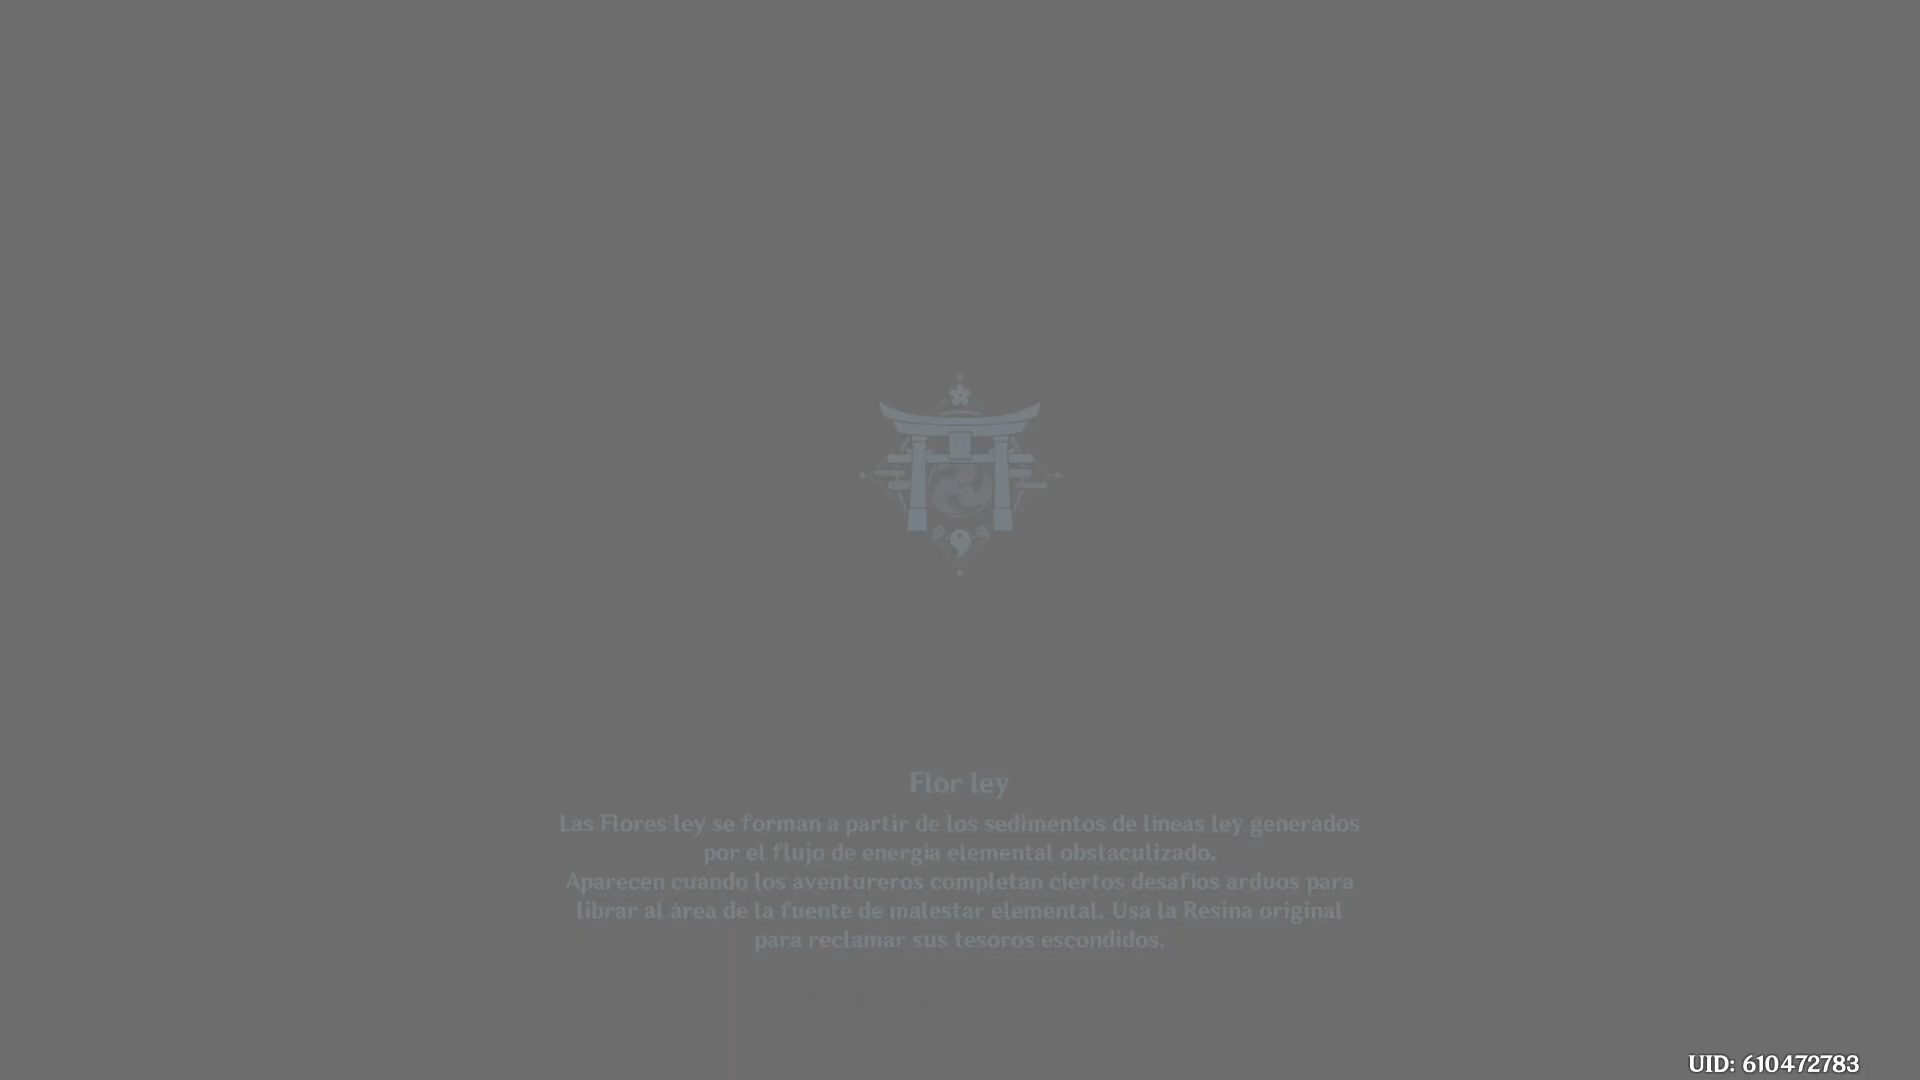 Flor ley
Las Flores ley se forman a partir de los sedimentos de líneas ley generados
por el flujo de energía elemental obstaculizado.
Aparecen cuando los aventureros completan ciertos desafíos arduos para
librar al área de la fuente de malestar elemental. Usa la Resina original
para reclamar sus tesoros escondidos.
UID: 610472783